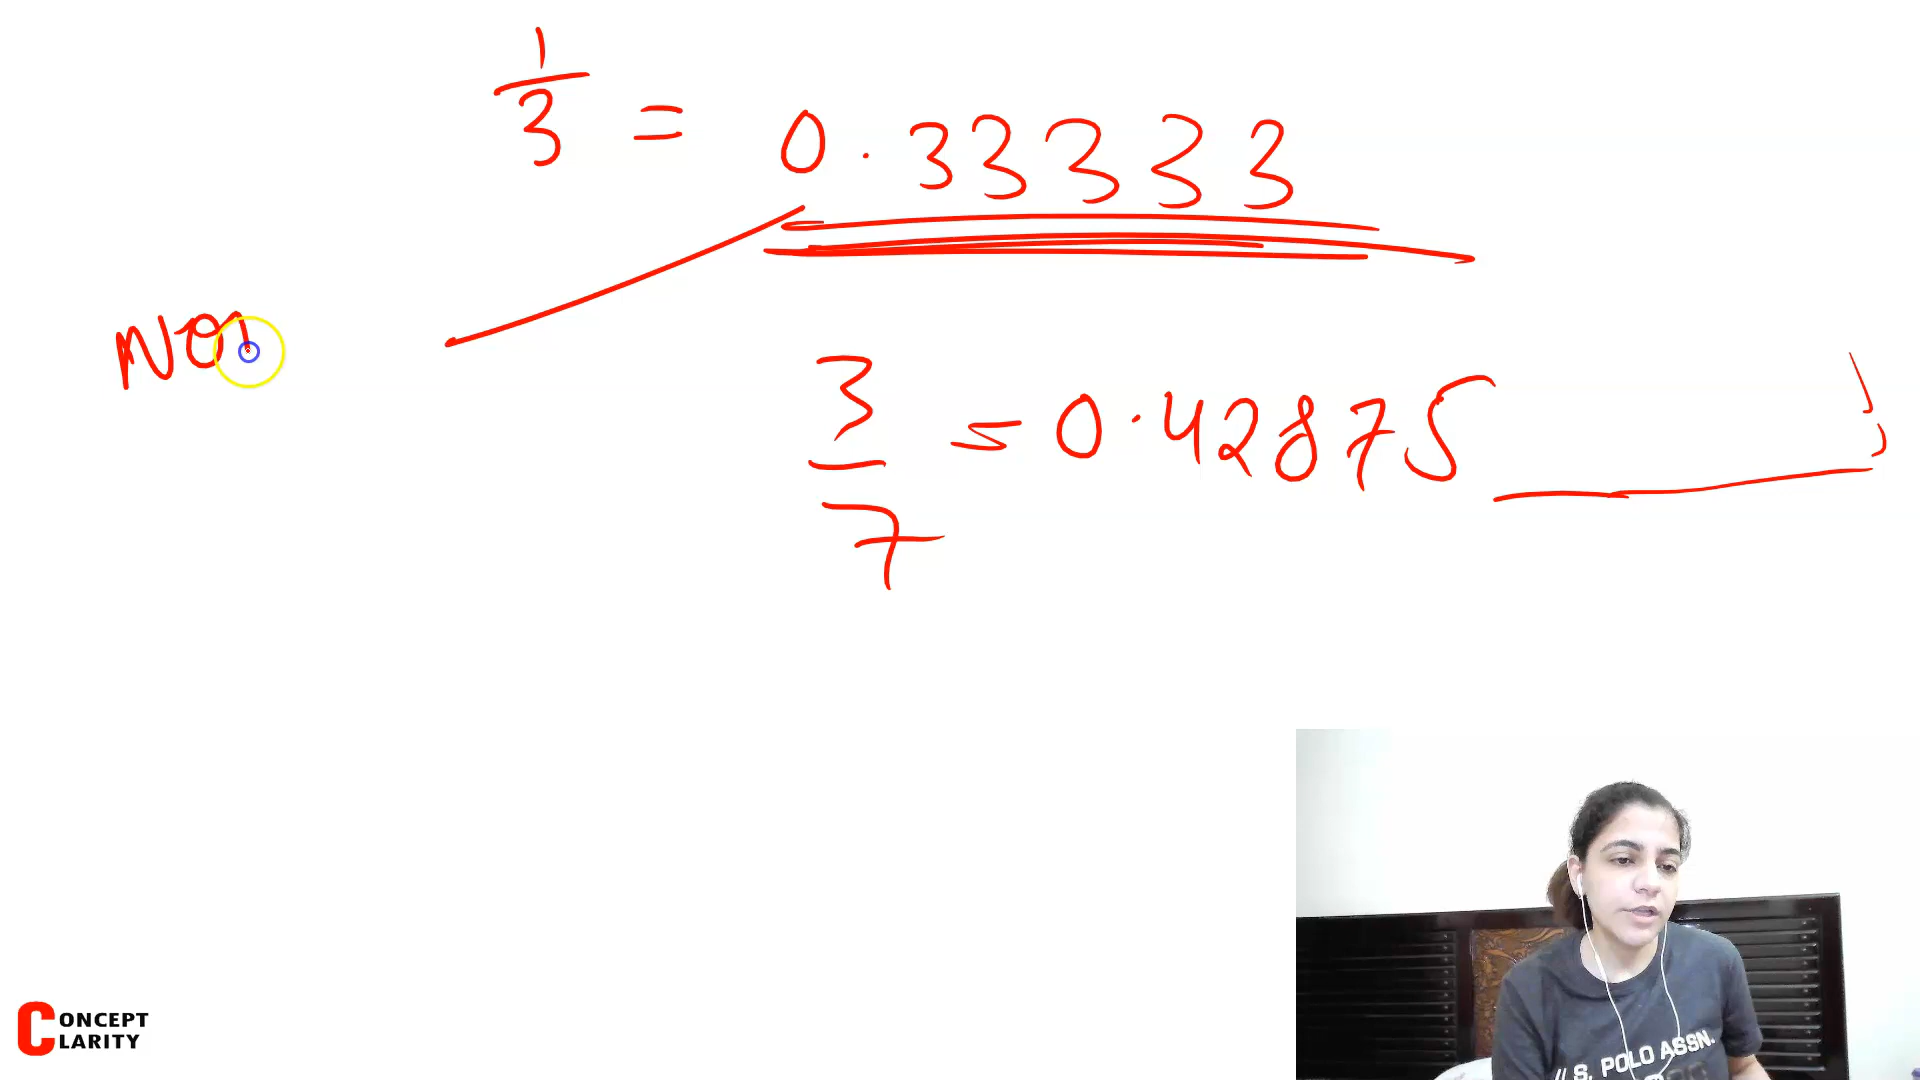 1/3 = 0.33333
Non
3/7 = 0.42875
CONCEPT
CLARITY
U.S. POLO ASSN.